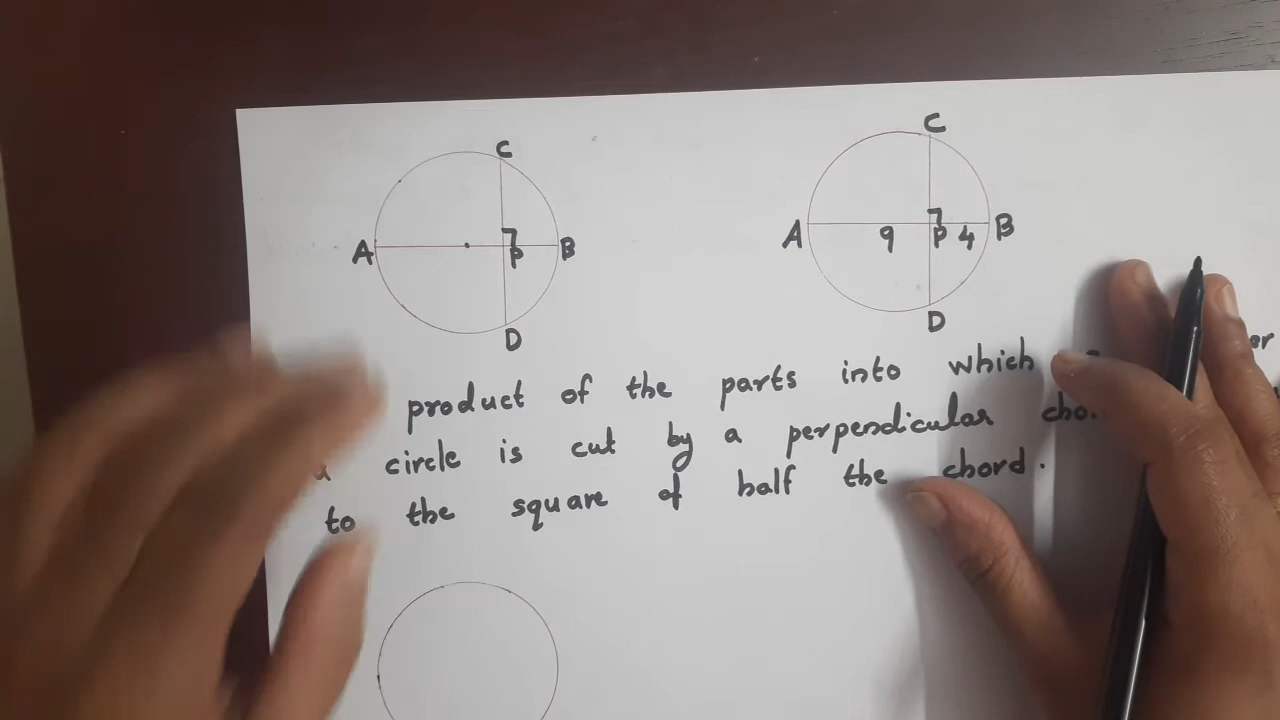 C
A P B
D
C
A 9 P 4 B
D
product of the parts into which
circle is cut by a perpendicular
to the square of half the chord.